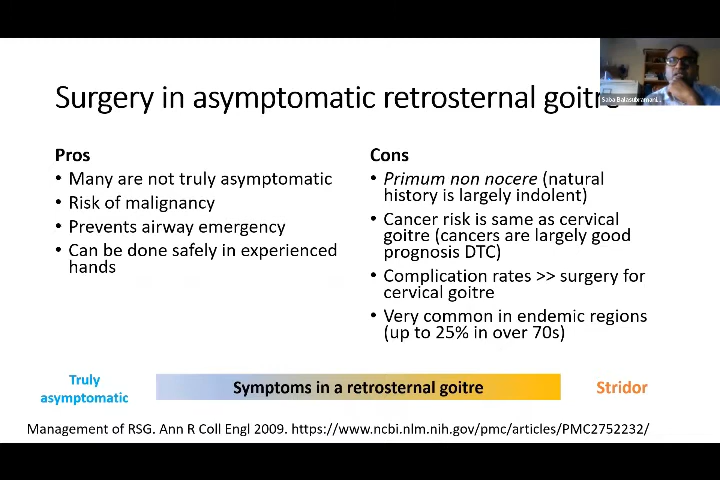 Surgery in asymptomatic retrosternal goitre
Saba Balasubramani...
Pros
• Many are not truly asymptomatic
• Risk of malignancy
• Prevents airway emergency
• Can be done safely in experienced
hands
Cons
• Primum non nocere (natural
history is largely indolent)
• Cancer risk is same as cervical
goitre (cancers are largely good
prognosis DTC)
• Complication rates >> surgery for
cervical goitre
• Very common in endemic regions
(up to 25% in over 70s)
Truly
asymptomatic
Symptoms in a retrosternal goitre
Stridor
Management of RSG. Ann R Coll Engl 2009. https://www.ncbi.nlm.nih.gov/pmc/articles/PMC2752232/